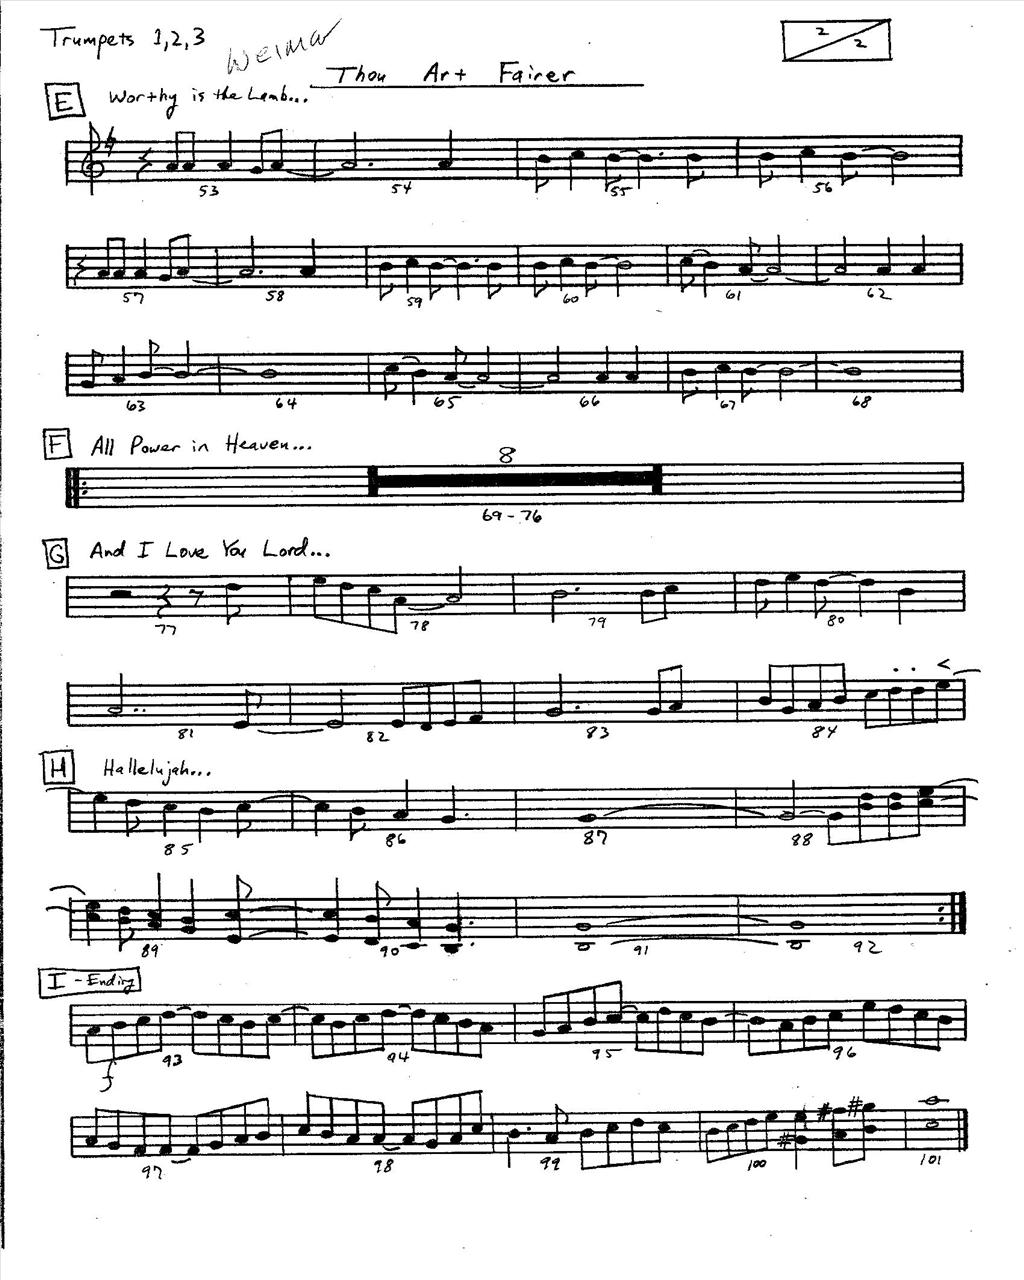 Trumpets 1,2,3
Weimar
2/2
Thou Art Fairer
E Worthy is the Lamb...
53 54 55 56
57 58 59 60 61 62
63 64 65 66 67 68
F All Power in Heaven...
8
69-76
G And I Love You Lord...
77 78 79 80
81 82 83 84
H Hallelujah...
85 86 87 88
89 90 91 92
I - Ending
93 94 95 96
f
97 98 99 100 101